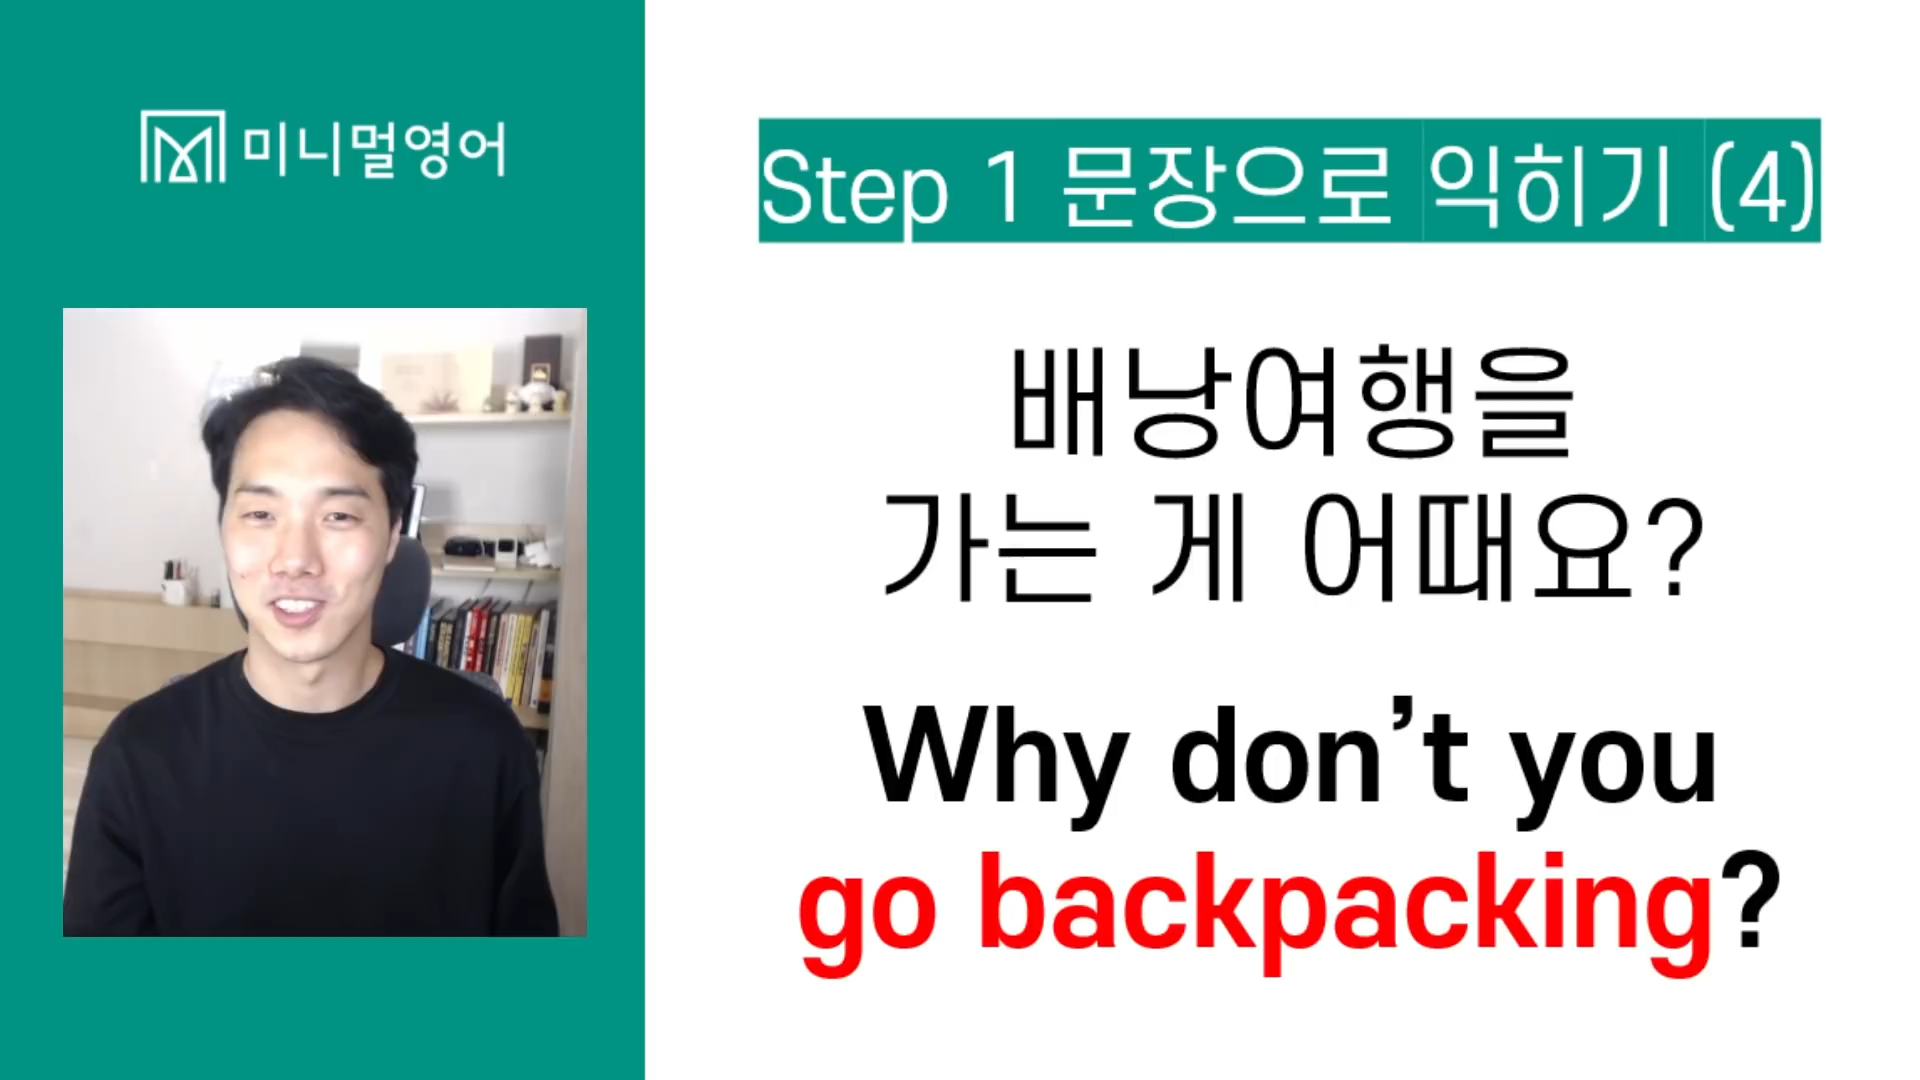 미니멀영어
Step 1 문장으로 익히기 (4)
배낭여행을
가는 게 어때요?
Why don’t you
go backpacking?